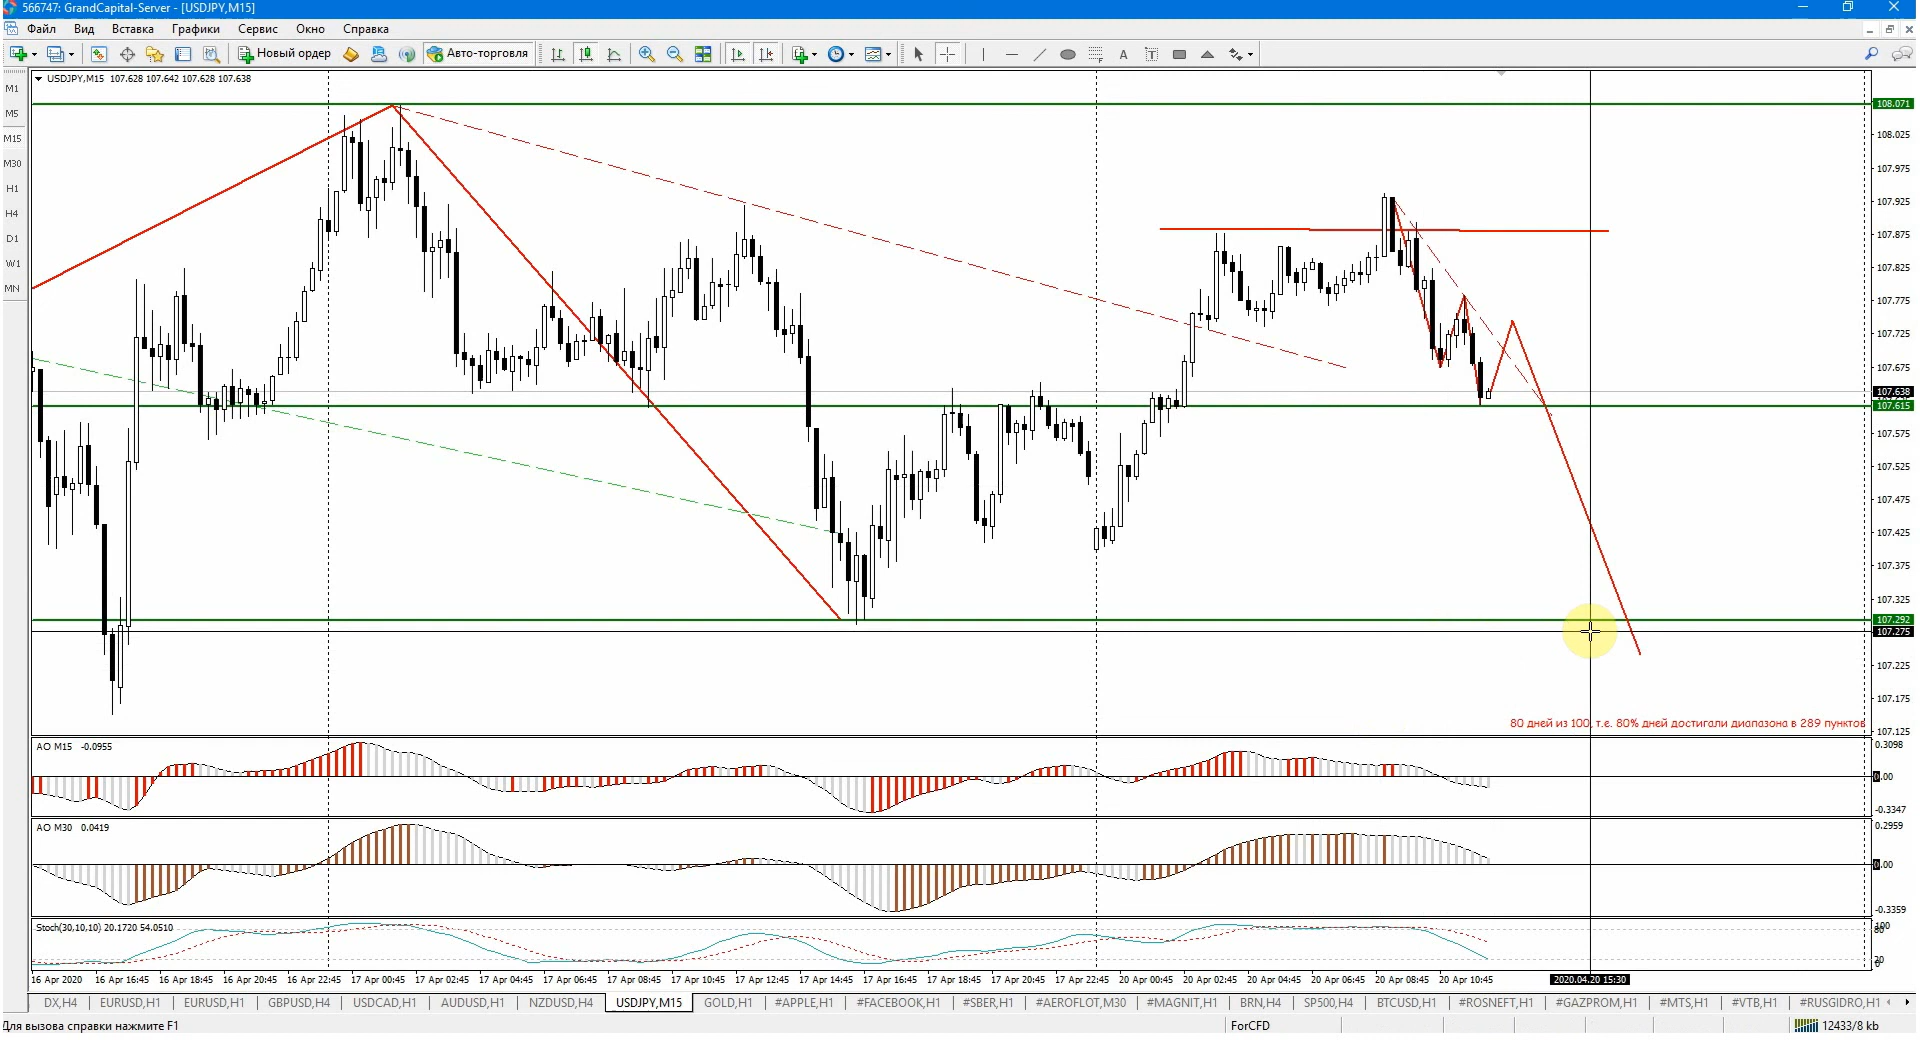 566747: GrandCapital-Server - [USDJPY,M15]
Файл Вид Вставка Графики Сервис Окно Справка
Новый ордер Авто-торговля
M1
M5
M15
M30
H1
H4
D1
W1
MN
USDJPY,M15 107.628 107.642 107.628 107.638
108.071
108.025
107.975
107.925
107.875
107.825
107.775
107.725
107.675
107.638
107.615
107.575
107.525
107.475
107.425
107.375
107.325
107.292
107.275
107.225
107.175
107.125
80 дней из 100, т.е. 80% дней достигали диапазона в 289 пунктов
AO M15 -0.0955
0.3098
0.00
-0.3347
AO M30 0.0419
0.2959
0.00
-0.3359
Stoch(30,10,10) 20.1720 54.0510
100
80
20
0
16 Apr 2020 16 Apr 16:45 16 Apr 18:45 16 Apr 20:45 16 Apr 22:45 17 Apr 00:45 17 Apr 02:45 17 Apr 04:45 17 Apr 06:45 17 Apr 08:45 17 Apr 10:45 17 Apr 12:45 17 Apr 14:45 17 Apr 16:45 17 Apr 18:45 17 Apr 20:45 17 Apr 22:45 20 Apr 00:45 20 Apr 02:45 20 Apr 04:45 20 Apr 06:45 20 Apr 08:45 20 Apr 10:45 2020.04.20 15:30
DX,H4 EURUSD,H1 EURUSD,H1 GBPUSD,H4 USDCAD,H1 AUDUSD,H1 NZDUSD,H4 USDJPY,M15 GOLD,H1 #APPLE,H1 #FACEBOOK,H1 #SBER,H1 #AEROFLOT,M30 #MAGNIT,H1 BRN,H4 SP500,H4 BTCUSD,H1 #ROSNEFT,H1 #GAZPROM,H1 #MTS,H1 #VTB,H1 #RUSGIDRO,H1
Для вызова справки нажмите F1 ForCFD 12433/8 kb